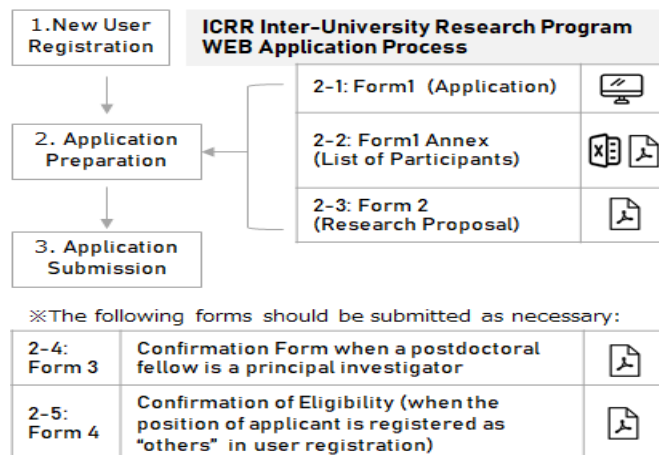 1.New User
Registration
ICRR Inter-University Research Program
WEB Application Process
2. Application
Preparation
2-1: Form1 (Application)
2-2: Form1 Annex
(List of Participants)
2-3: Form 2
(Research Proposal)
3. Application
Submission
※The following forms should be submitted as necessary:
2-4:
Form 3
Confirmation Form when a postdoctoral
fellow is a principal investigator
2-5:
Form 4
Confirmation of Eligibility (when the
position of applicant is registered as
“others” in user registration)